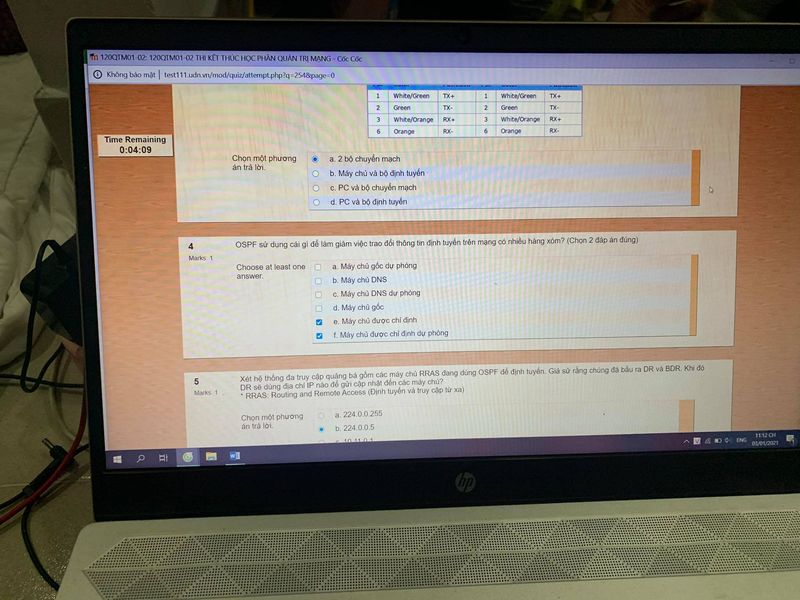 120QTM01-02: 120QTM01-02 THI KẾT THÚC HỌC PHẦN QUẢN TRỊ MẠNG - Cốc Cốc
Không bảo mật | test111.udn.vn/mod/quiz/attempt.php?q=254&page=0
1 White/Green TX+ 1 White/Green TX+
2 Green TX- 2 Green TX-
3 White/Orange RX+ 3 White/Orange RX+
6 Orange RX- 6 Orange RX-
Time Remaining
0:04:09
Chọn một phương
án trả lời.
a. 2 bộ chuyển mạch
b. Máy chủ và bộ định tuyến
c. PC và bộ chuyển mạch
d. PC và bộ định tuyến
4
Marks 1
OSPF sử dụng cái gì để làm giảm việc trao đổi thông tin định tuyến trên mạng có nhiều hàng xóm? (Chọn 2 đáp án đúng)
Choose at least one
answer.
a. Máy chủ gốc dự phòng
b. Máy chủ DNS
c. Máy chủ DNS dự phòng
d. Máy chủ gốc
e. Máy chủ được chỉ định
f. Máy chủ được chỉ định dự phòng
5
Marks 1
Xét hệ thống đa truy cập quảng bá gồm các máy chủ RRAS đang dùng OSPF để định tuyến. Giả sử rằng chúng đã bầu ra DR và BDR. Khi đó
DR sẽ dùng địa chỉ IP nào để gửi cập nhật đến các máy chủ?
* RRAS: Routing and Remote Access (Định tuyến và truy cập từ xa)
Chọn một phương
án trả lời.
a. 224.0.0.255
b. 224.0.0.5
c. 10.11.0.1
ENG
11:12 CH
03/01/2021
hp